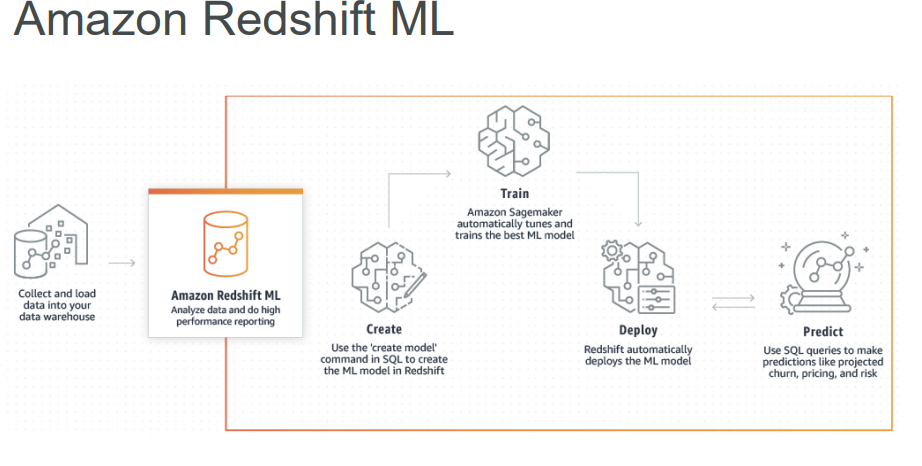 Amazon Redshift ML
Collect and load
data into your
data warehouse
Amazon Redshift ML
Analyze data and do high
performance reporting
Create
Use the 'create model'
command in SQL to create
the ML model in Redshift
Train
Amazon Sagemaker
automatically tunes and
trains the best ML model
Deploy
Redshift automatically
deploys the ML model
Predict
Use SQL queries to make
predictions like projected
churn, pricing, and risk